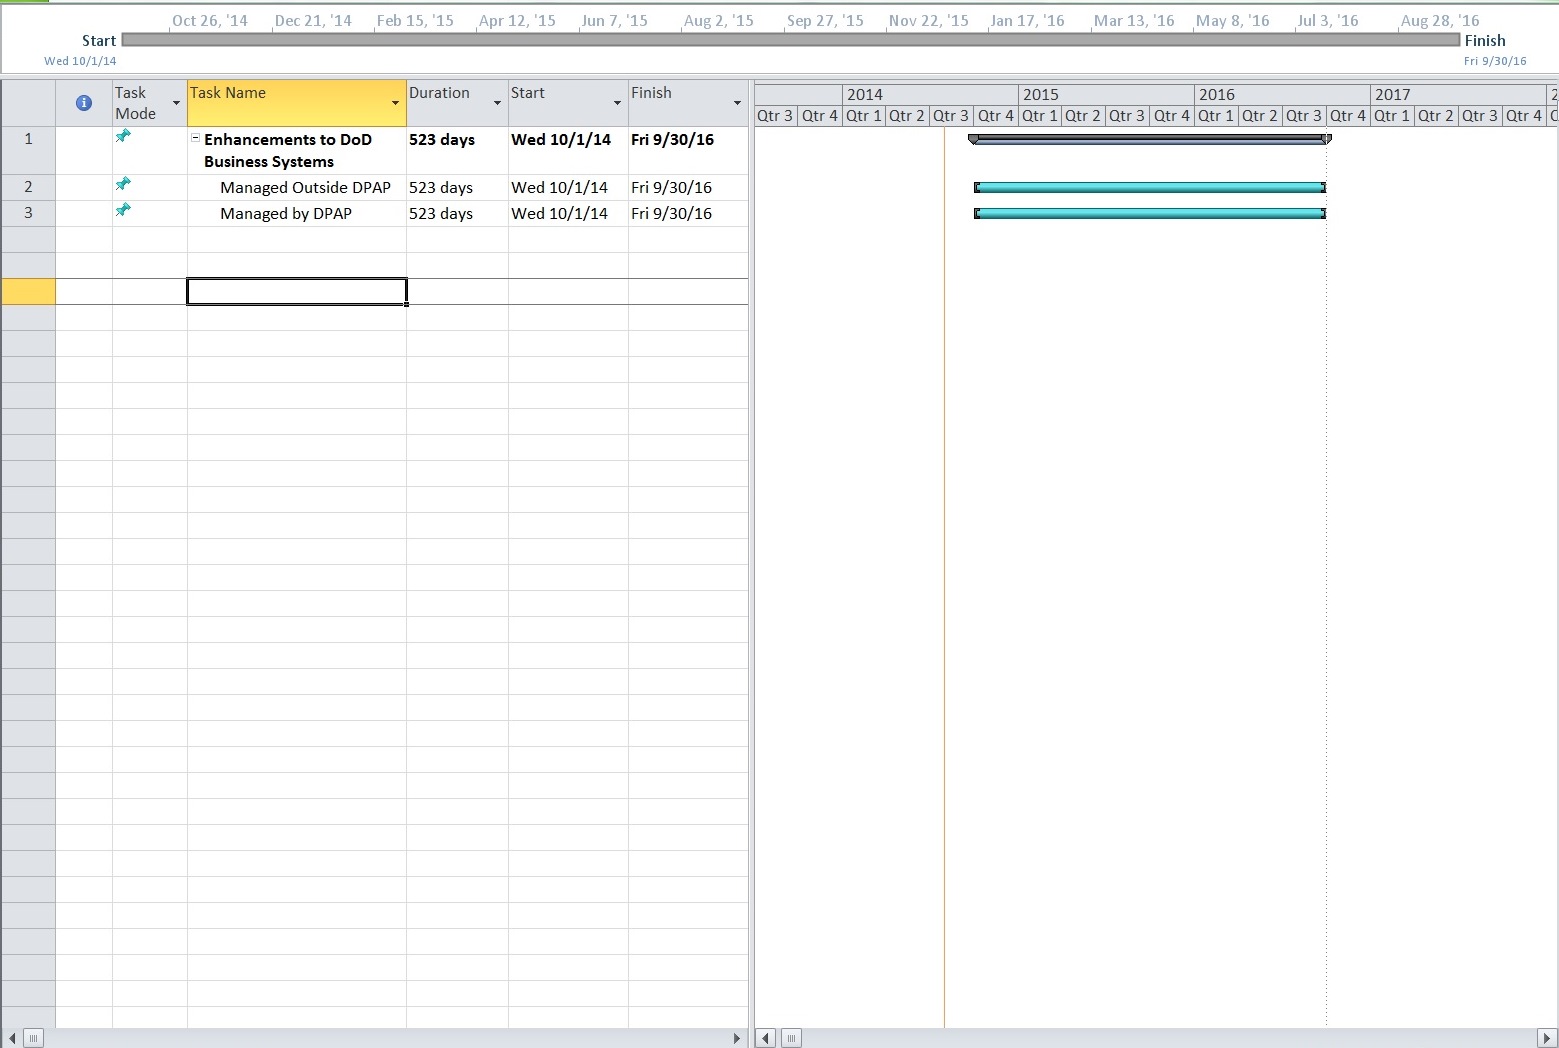 Oct 26, '14 Dec 21, '14 Feb 15, '15 Apr 12, '15 Jun 7, '15 Aug 2, '15 Sep 27, '15 Nov 22, '15 Jan 17, '16 Mar 13, '16 May 8, '16 Jul 3, '16 Aug 28, '16
Start Finish
Wed 10/1/14 Fri 9/30/16
Task Mode Task Name Duration Start Finish
2014 2015 2016 2017 2
Qtr 3 Qtr 4 Qtr 1 Qtr 2 Qtr 3 Qtr 4 Qtr 1 Qtr 2 Qtr 3 Qtr 4 Qtr 1 Qtr 2 Qtr 3 Qtr 4 Qtr 1 Qtr 2 Qtr 3 Qtr 4
1 Enhancements to DoD 523 days Wed 10/1/14 Fri 9/30/16
Business Systems
2 Managed Outside DPAP 523 days Wed 10/1/14 Fri 9/30/16
3 Managed by DPAP 523 days Wed 10/1/14 Fri 9/30/16